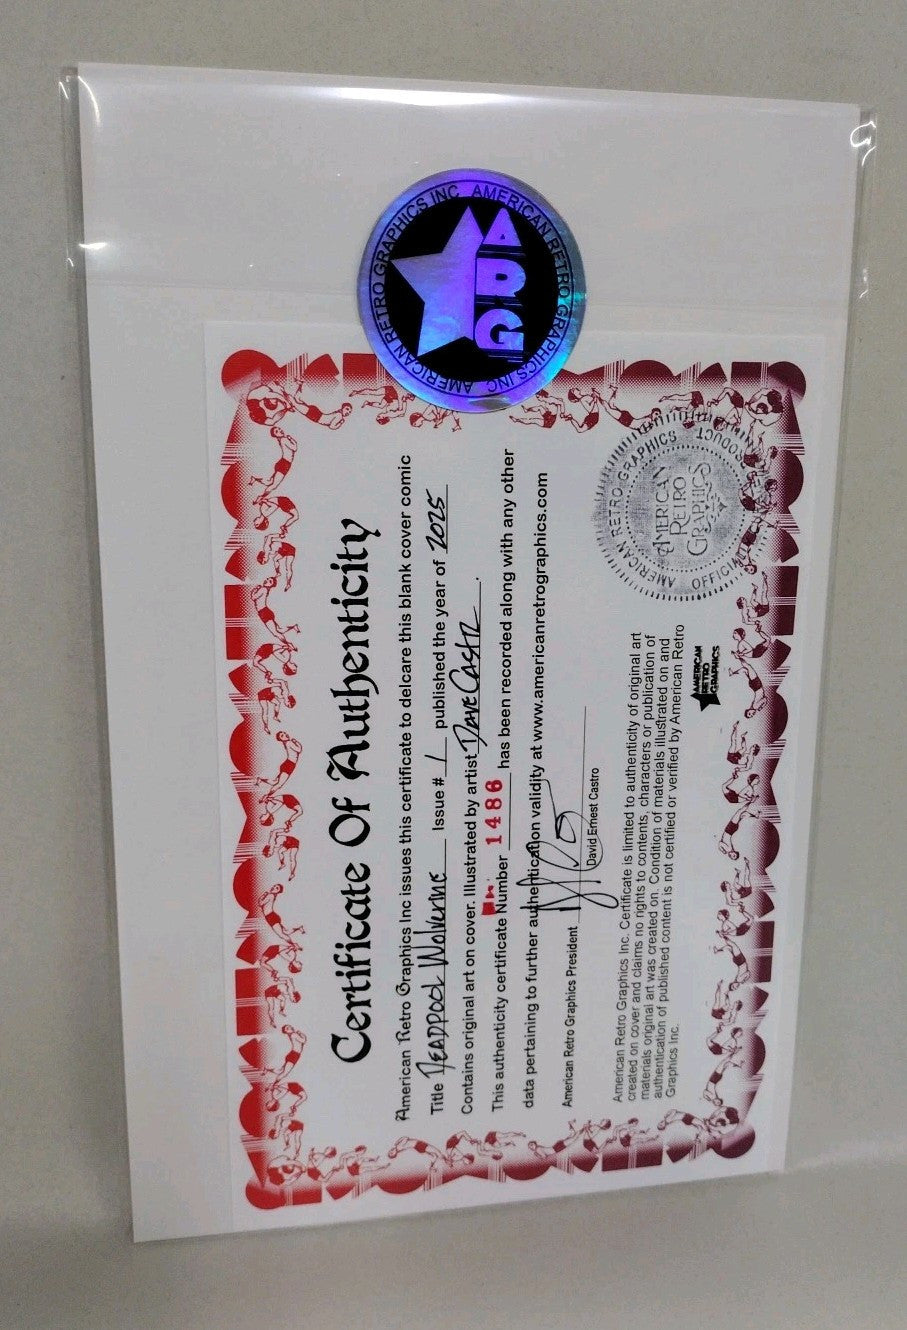 AMERICAN RETRO GRAPHICS INC AMERICAN RETRO GRAPHICS INC
ARG
Certificate Of Authenticity
American Retro Graphics Inc issues this certificate to delcare this blank cover comic
Title DEADPOOL WOLVERINE Issue # 1 published the year of 2025
Contains original art on cover. Illustrated by artist DAVE CASTR.
This authenticity certificate Number 1486 has been recorded along with any other
data pertaining to further authentication validity at www.americanretrographics.com
American Retro Graphics President
David Ernest Castro
American Retro Graphics Inc. Certificate is limited to authenticity of original art
created on cover and claims no rights to contents, characters or publication of
materials original art was created on. Condition of materials illustrated on and
authentication of published content is not certified or verified by American Retro
Graphics Inc.
AMERICAN
RETRO
GRAPHICS
AMERICAN RETRO GRAPHICS OFFICIAL
AMERICAN
RETRO
GRAPHICS